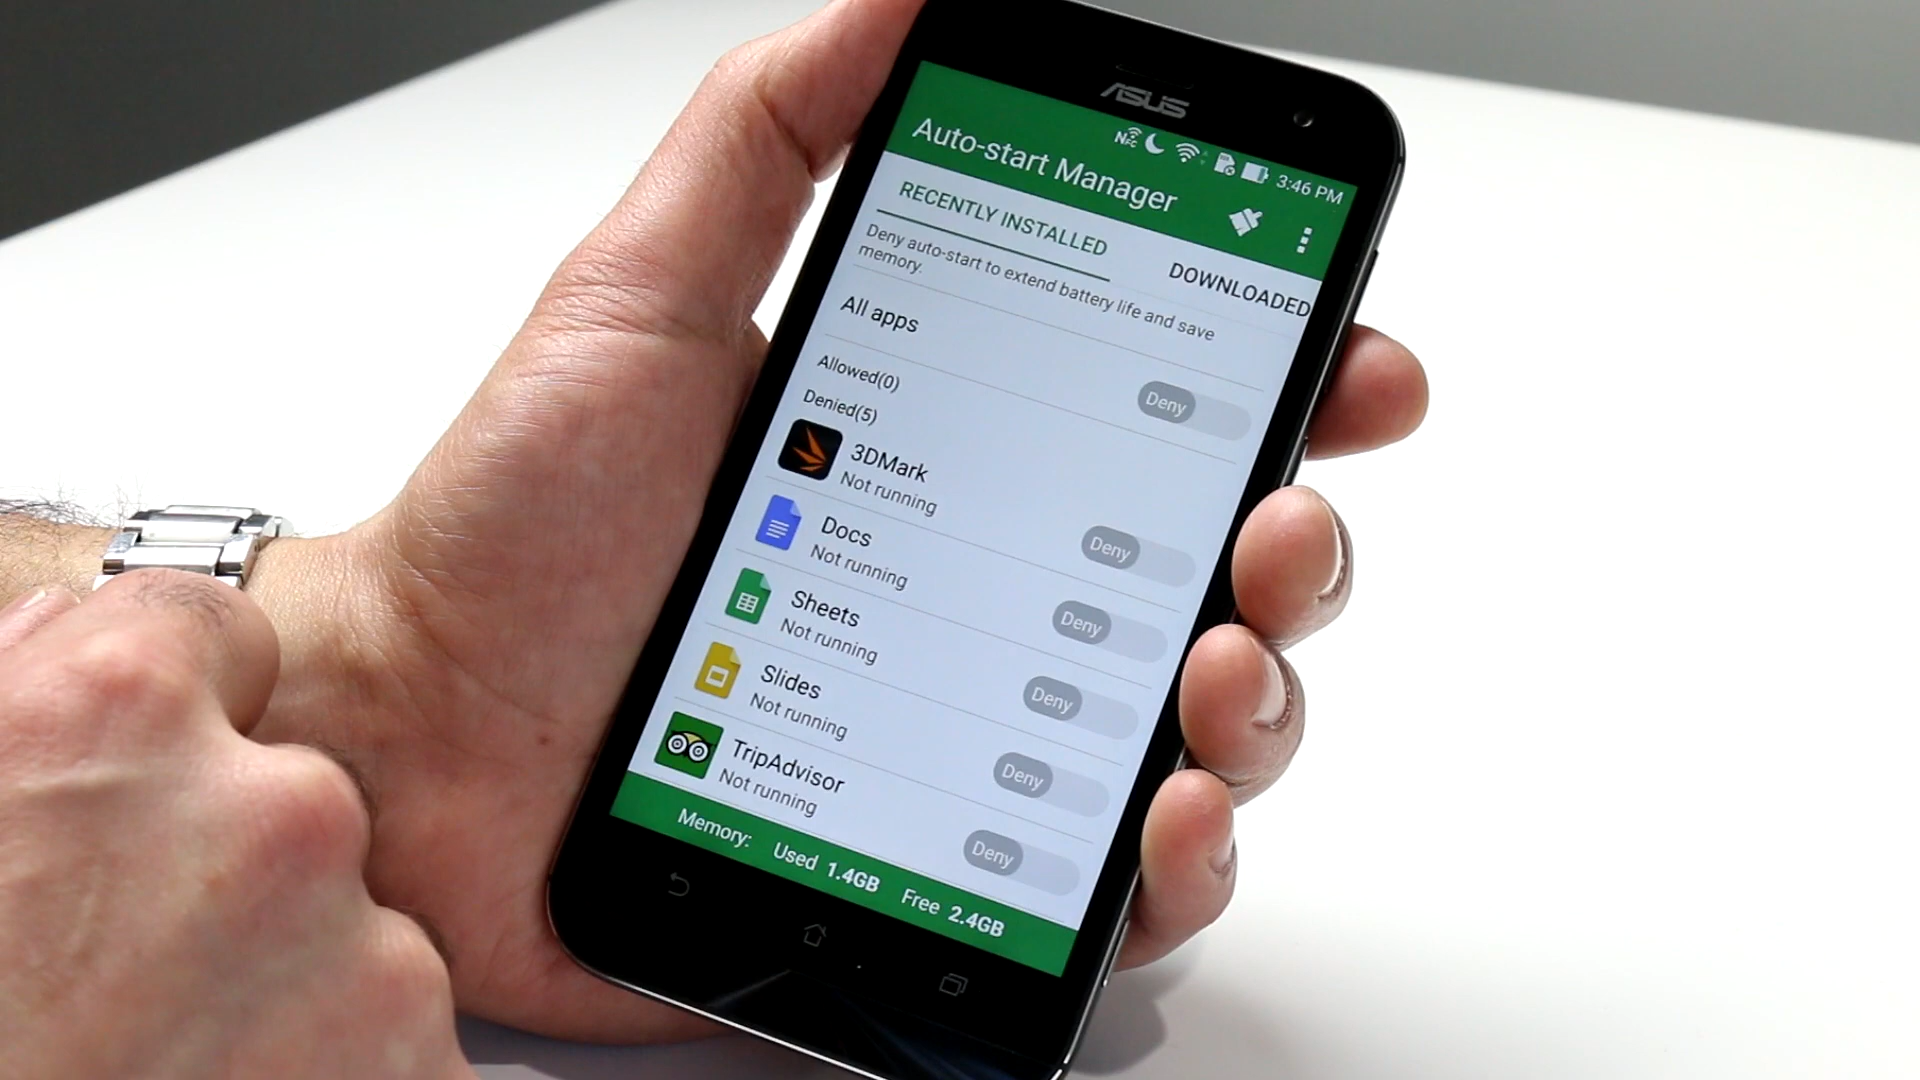 ASUS
NFC 3:46 PM
Auto-start Manager
RECENTLY INSTALLED
DOWNLOADED
Deny auto-start to extend battery life and save
memory.
All apps
Deny
Allowed(0)
Denied(5)
3DMark
Not running
Deny
Docs
Not running
Deny
Sheets
Not running
Deny
Slides
Not running
Deny
TripAdvisor
Not running
Deny
Memory: Used 1.4GB Free 2.4GB